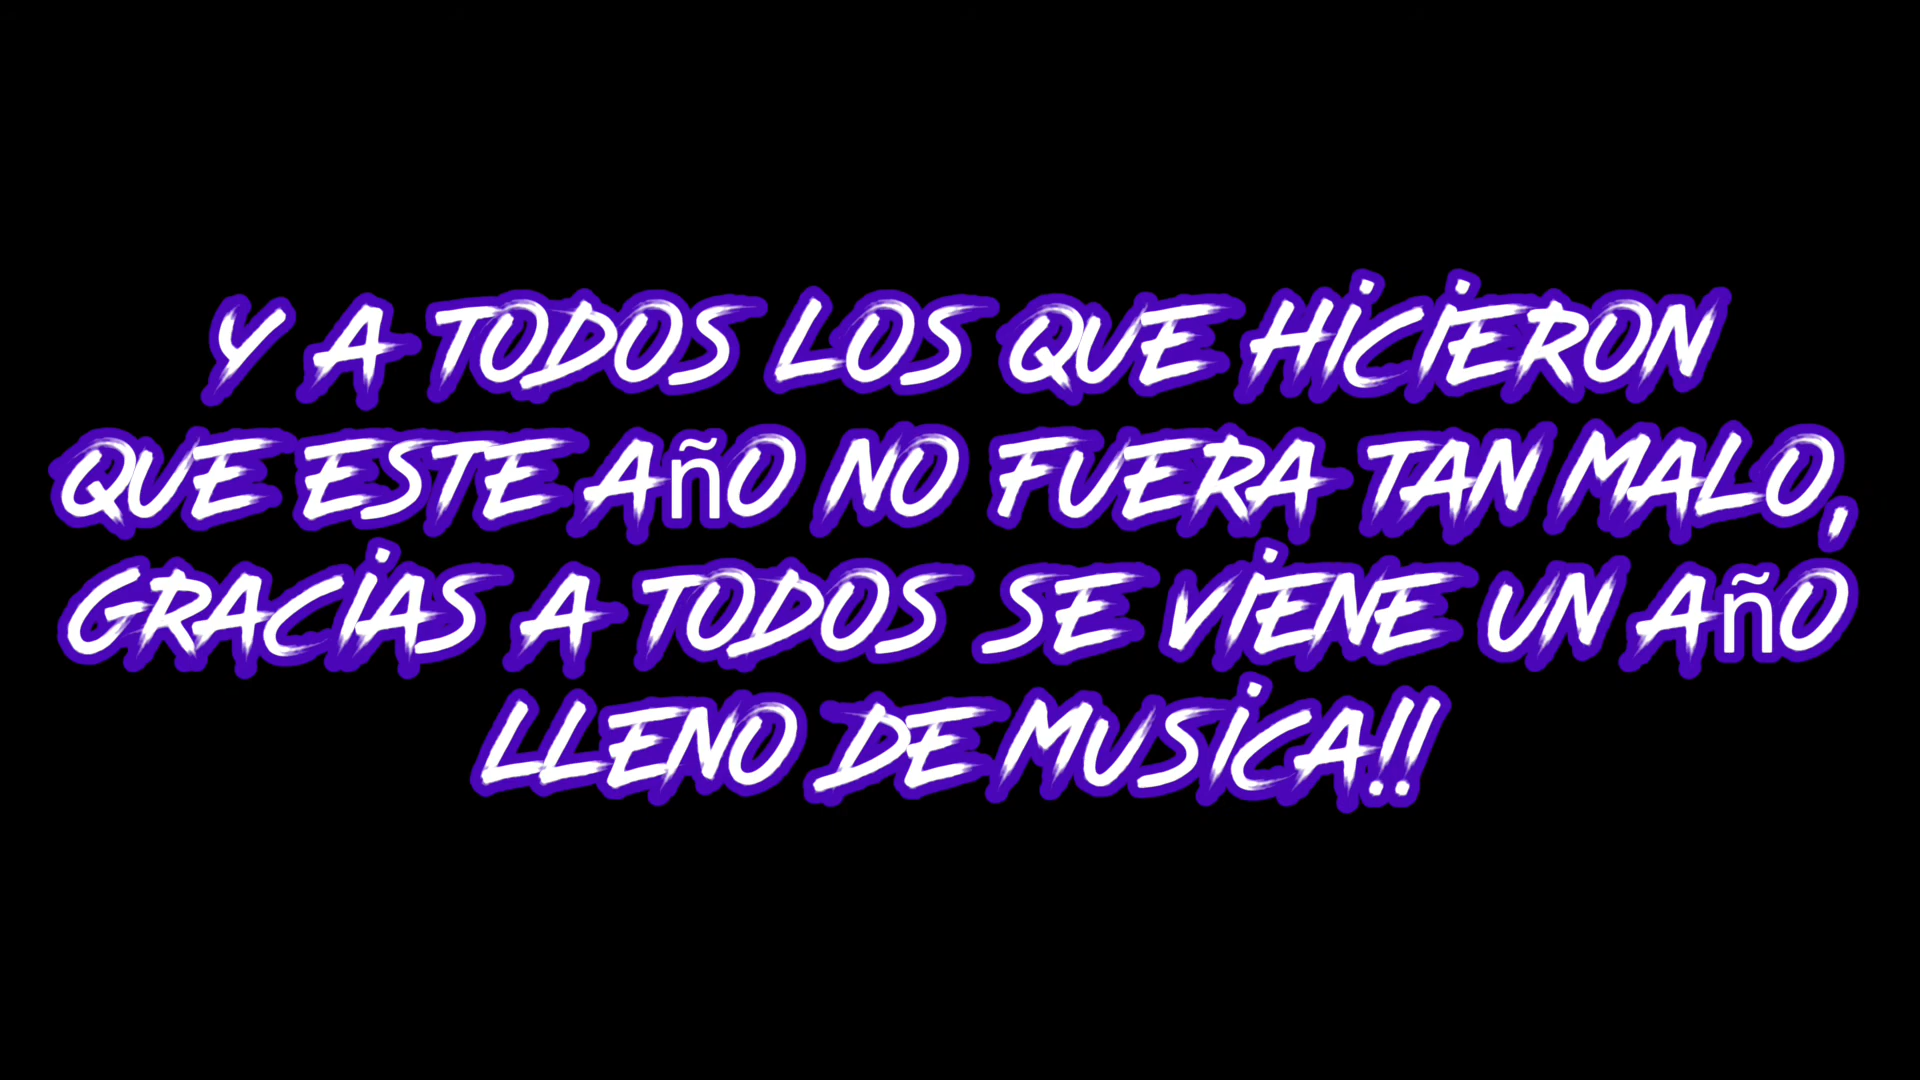 Y A TODOS LOS QUE HICIERON
QUE ESTE AñO NO FUERA TAN MALO,
GRACIAS A TODOS SE VIENE UN AñO
LLENO DE MUSICA!!